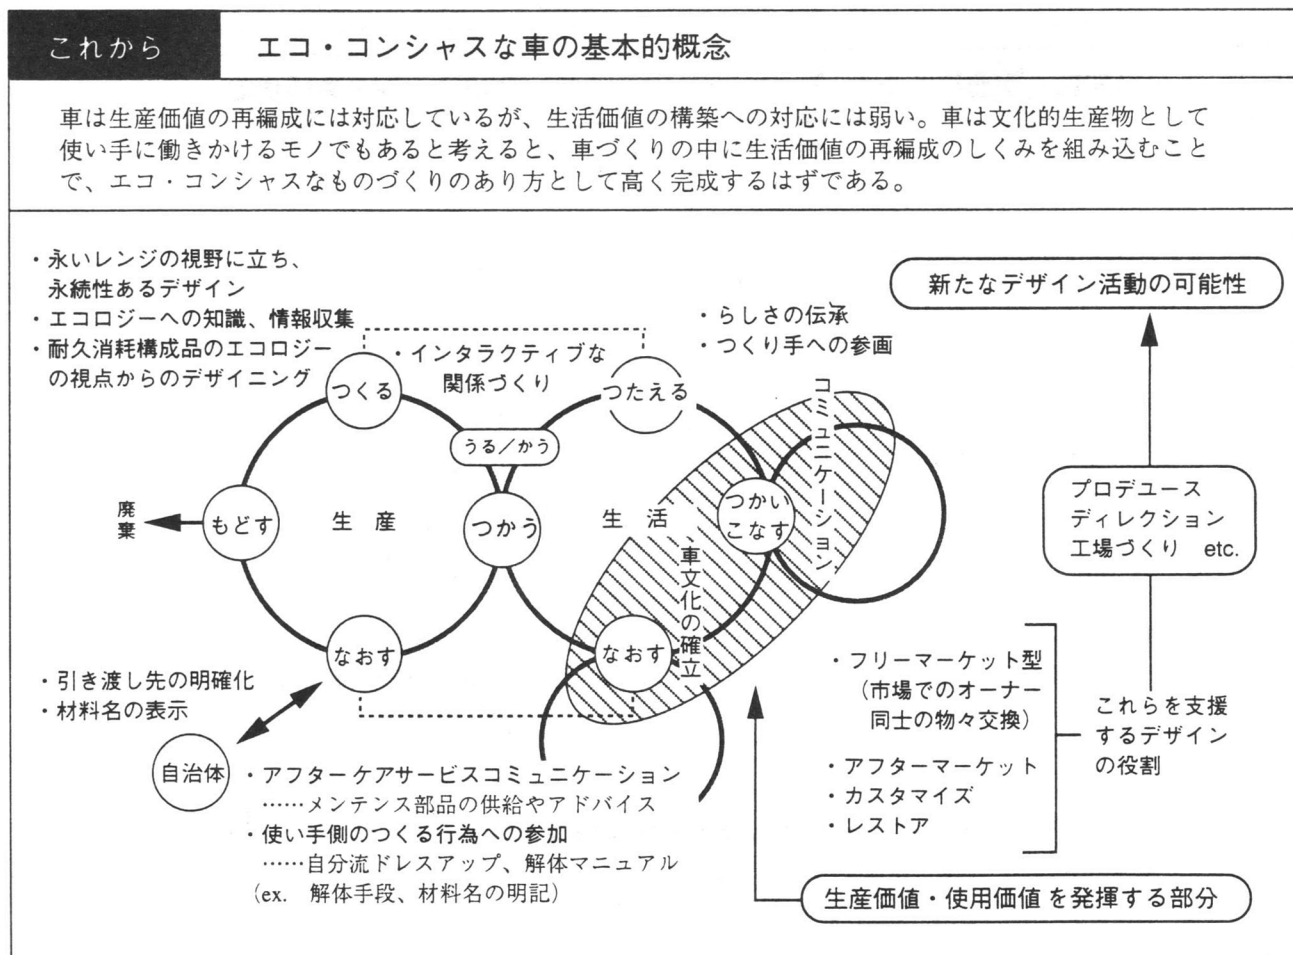 これから
エコ・コンシャスな車の基本的概念
車は生産価値の再編成には対応しているが、生活価値の構築への対応には弱い。車は文化的生産物として
使い手に働きかけるモノでもあると考えると、車づくりの中に生活価値の再編成のしくみを組み込むこと
で、エコ・コンシャスなものづくりのあり方として高く完成するはずである。
・永いレンジの視野に立ち、
永続性あるデザイン
・エコロジーへの知識、情報収集
・耐久消耗構成品のエコロジー
の視点からのデザイニング
・インタラクティブな
関係づくり
・らしさの伝承
・つくり手への参画
新たなデザイン活動の可能性
つくる
つたえる
うる／かう
コミュニケーション
廃棄
もどす
生 産
つかう
生 活
つかい
こなす
車文化の確立
プロデュース
ディレクション
工場づくり　etc.
なおす
なおす
・引き渡し先の明確化
・材料名の表示
自治体
・アフターケアサービスコミュニケーション
……メンテンス部品の供給やアドバイス
・使い手側のつくる行為への参加
……自分流ドレスアップ、解体マニュアル
（ex.　解体手段、材料名の明記）
・フリーマーケット型
（市場でのオーナー
同士の物々交換）
・アフターマーケット
・カスタマイズ
・レストア
これらを支援
するデザイン
の役割
生産価値・使用価値を発揮する部分